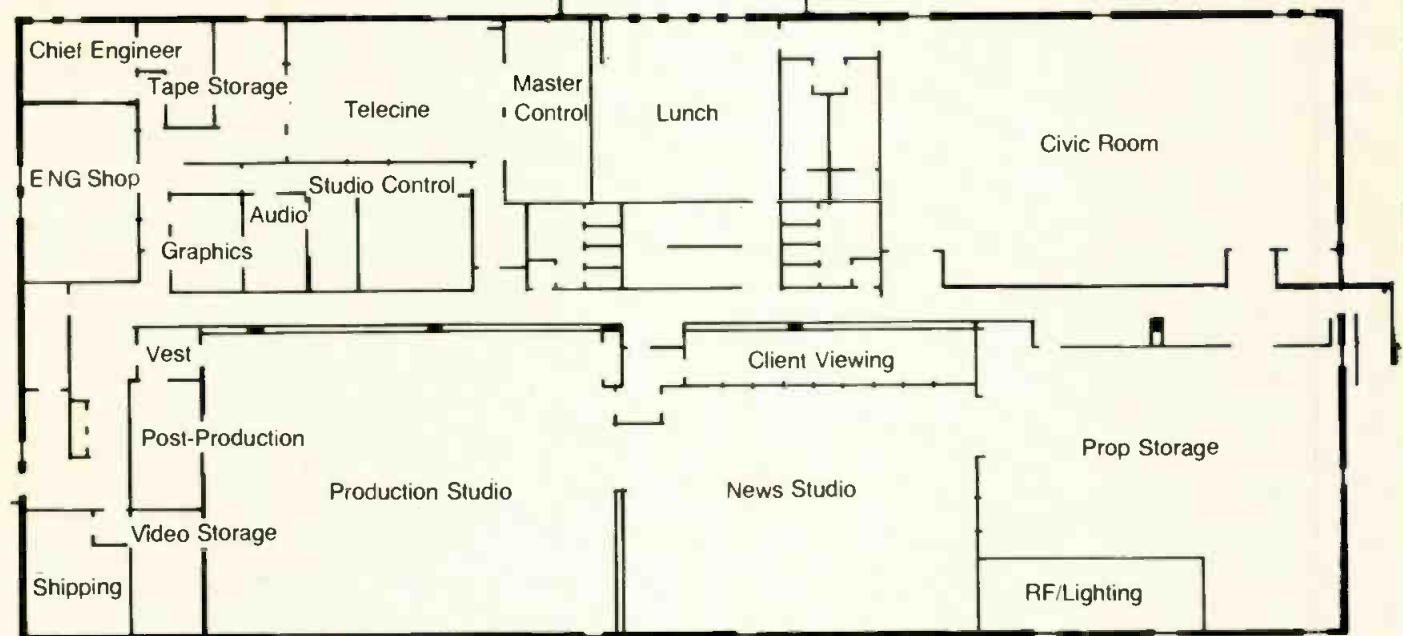 Chief Engineer
Tape Storage
Telecine
Master
Control
Lunch
Civic Room
ENG Shop
Studio Control
Audio
Graphics
Vest
Client Viewing
Post-Production
Prop Storage
Production Studio
News Studio
Video Storage
Shipping
RF/Lighting